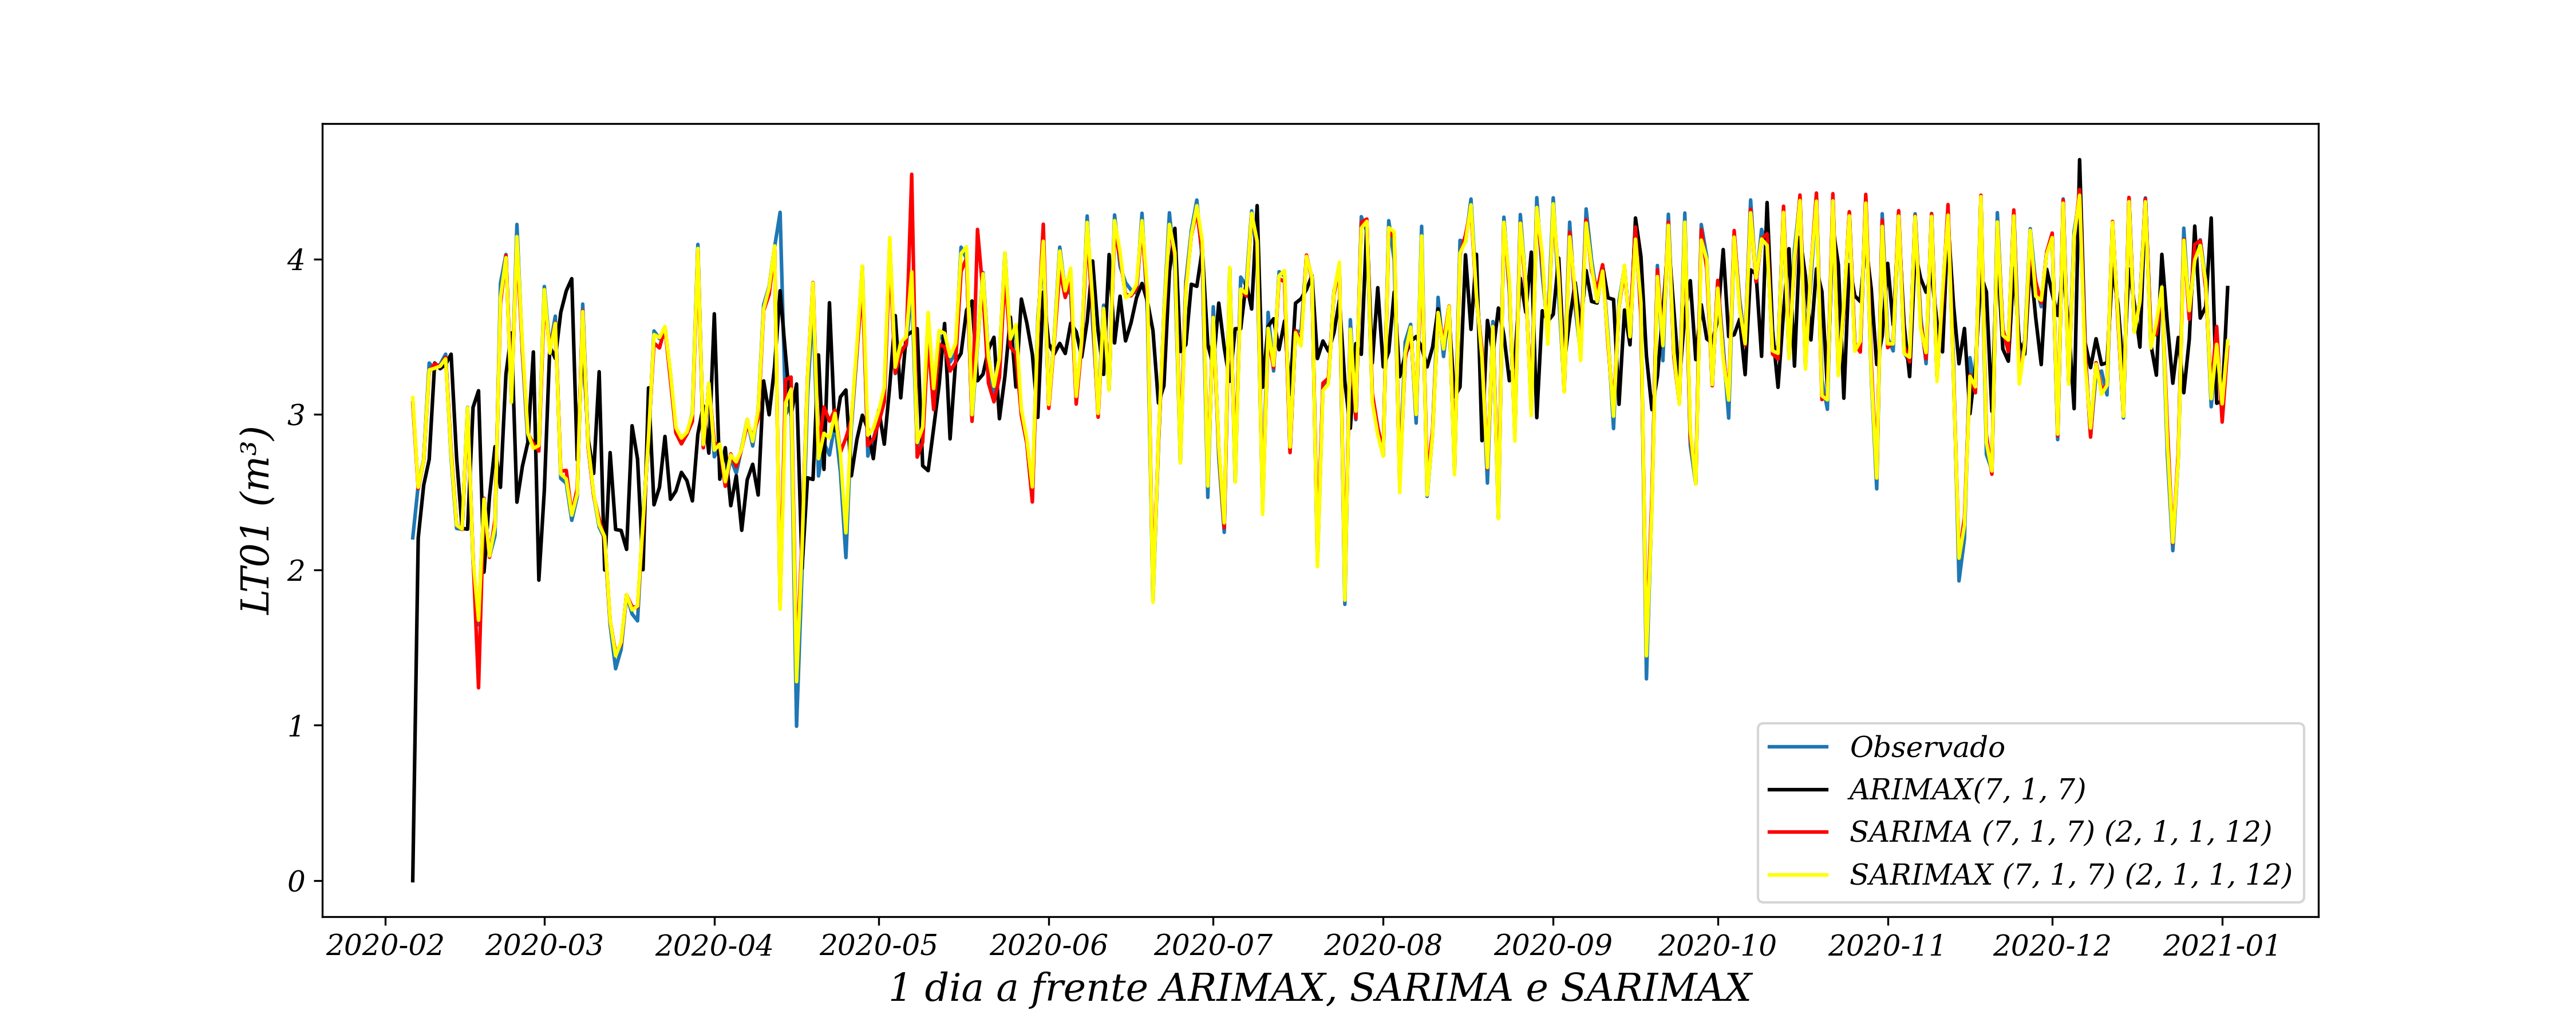 LT01 (m³)
4
3
2
1
0
Observado
ARIMAX(7, 1, 7)
SARIMA (7, 1, 7) (2, 1, 1, 12)
SARIMAX (7, 1, 7) (2, 1, 1, 12)
2020-02 2020-03 2020-04 2020-05 2020-06 2020-07 2020-08 2020-09 2020-10 2020-11 2020-12 2021-01
1 dia a frente ARIMAX, SARIMA e SARIMAX